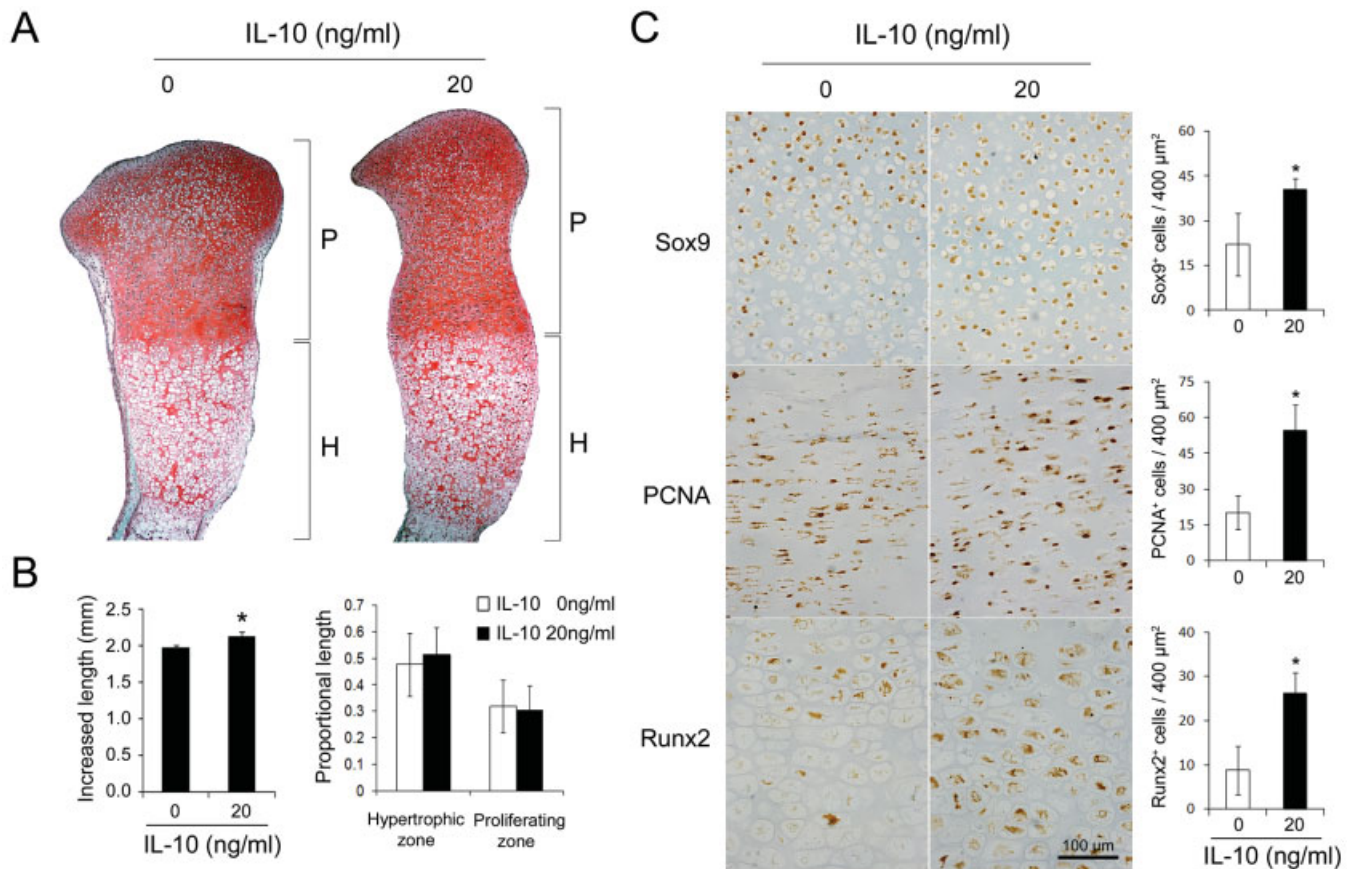 A
IL-10 (ng/ml)
0 20
P
P
H
H
B
Increased length (mm)
2.5
2.0
1.5
1.0
0.5
0.0
0 20
IL-10 (ng/ml)
Proportional length
0.7
0.6
0.5
0.4
0.3
0.2
0.1
0
IL-10 0ng/ml
IL-10 20ng/ml
*
Hypertrophic zone
Proliferating zone
C
IL-10 (ng/ml)
0 20
Sox9
Sox9⁺ cells / 400 µm²
60
45
30
15
0
*
0 20
PCNA
PCNA⁺ cells / 400 µm²
75
60
45
30
15
0
*
0 20
Runx2
100 µm
Runx2⁺ cells / 400 µm²
40
30
20
10
0
*
0 20
IL-10 (ng/ml)